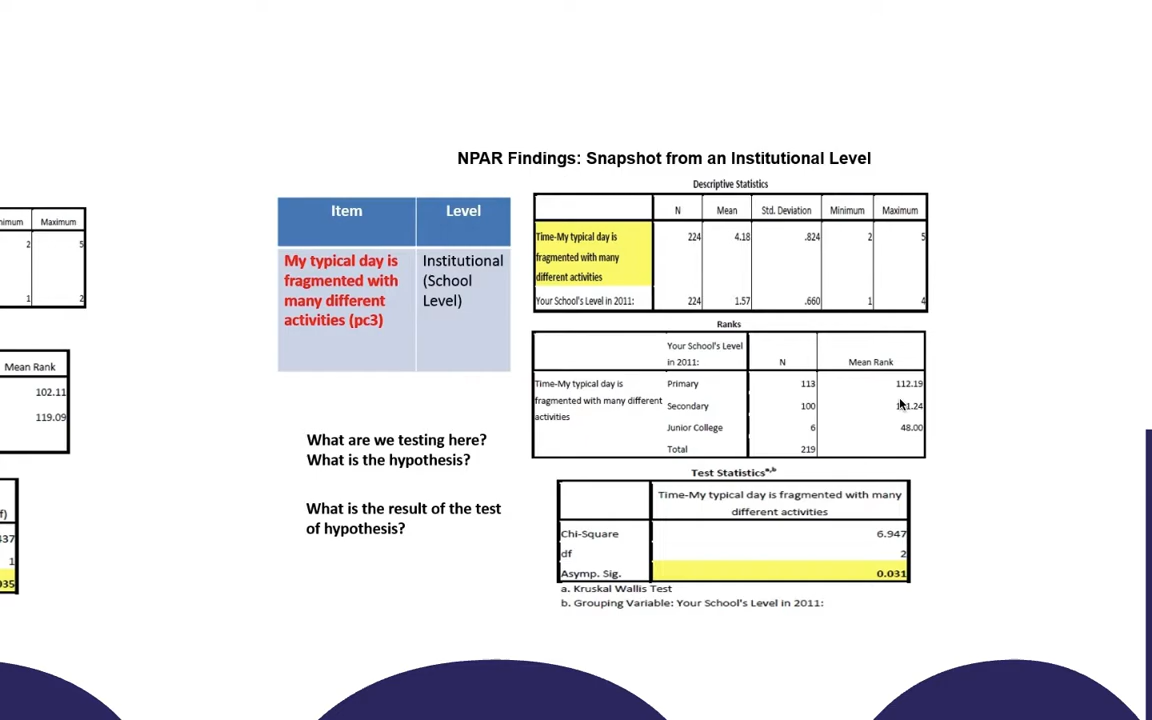 NPAR Findings: Snapshot from an Institutional Level
nimum Maximum
2 5
1 2
Mean Rank
102.11
119.09
f)
337
1
935
Item Level
My typical day is
fragmented with
many different
activities (pc3)
Institutional
(School
Level)
What are we testing here?
What is the hypothesis?
What is the result of the test
of hypothesis?
Descriptive Statistics
N Mean Std. Deviation Minimum Maximum
Time-My typical day is
fragmented with many
different activities
224 4.18 .824 2 5
Your School's Level in 2011: 224 1.57 .660 1 4
Ranks
Your School's Level
in 2011:
N Mean Rank
Time-My typical day is
fragmented with many different
activities
Primary 113 112.19
Secondary 100
Junior College 6 48.00
Total 219
Test Statisticsa,b
Time-My typical day is fragmented with many
different activities
Chi-Square 6.947
df 2
Asymp. Sig. 0.031
a. Kruskal Wallis Test
b. Grouping Variable: Your School's Level in 2011: